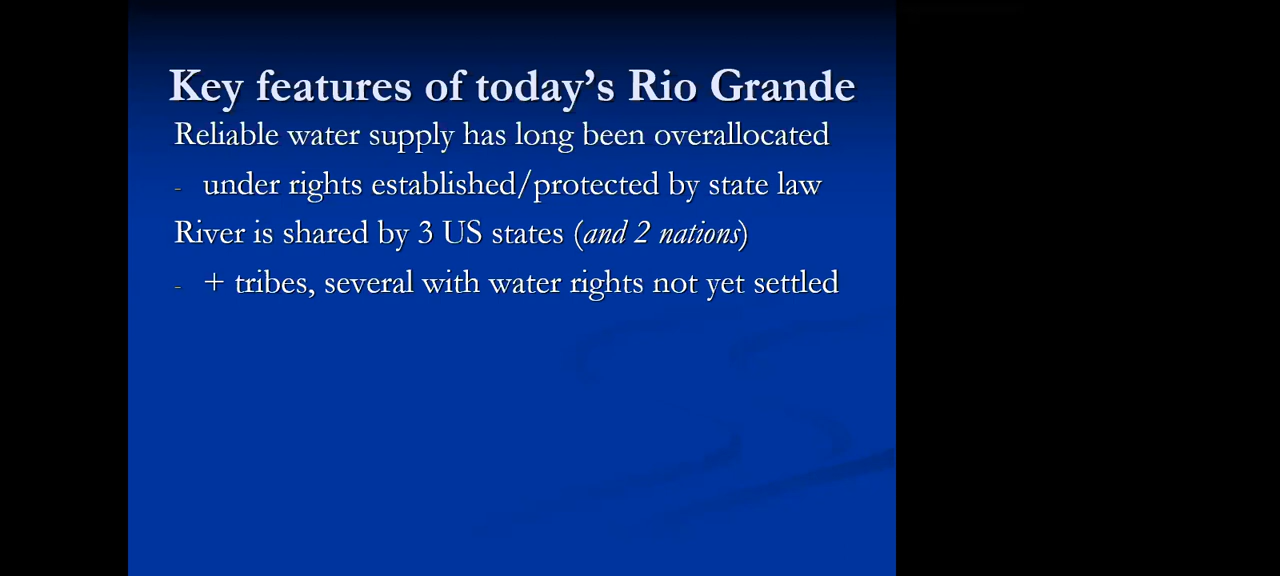 Key features of today’s Rio Grande
Reliable water supply has long been overallocated
- under rights established/protected by state law
River is shared by 3 US states (and 2 nations)
- + tribes, several with water rights not yet settled